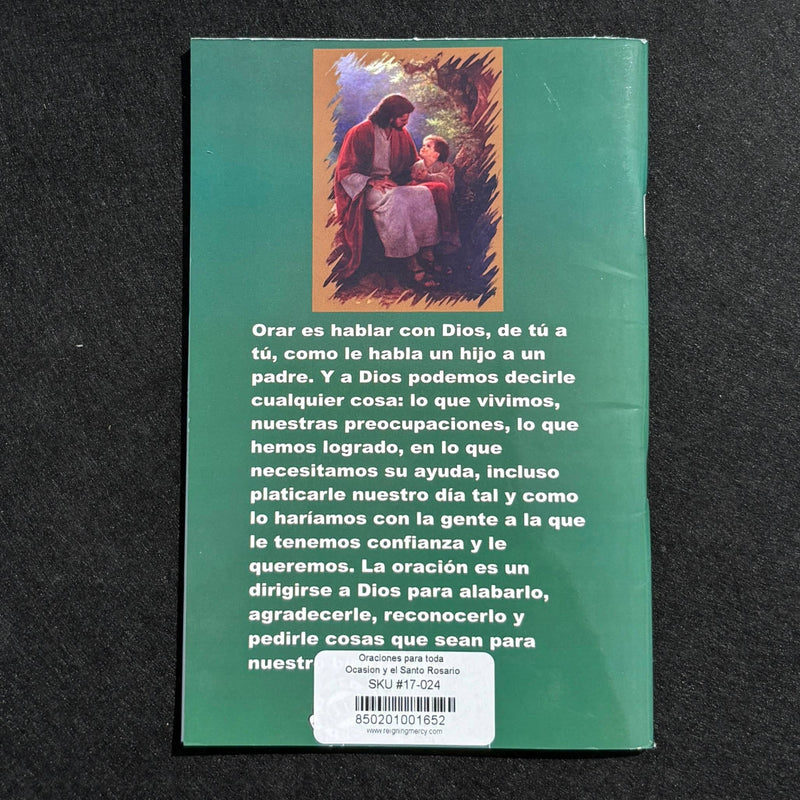 Orar es hablar con Dios, de tú a
tú, como le habla un hijo a un
padre. Y a Dios podemos decirle
cualquier cosa: lo que vivimos,
nuestras preocupaciones, lo que
hemos logrado, en lo que
necesitamos su ayuda, incluso
platicarle nuestro día tal y como
lo haríamos con la gente a la que
le tenemos confianza y le
queremos. La oración es un
dirigirse a Dios para alabarlo,
agradecerle, reconocerlo y
pedirle cosas que sean para
Oraciones para toda
Ocasion y el Santo Rosario
SKU #17-024
850201001652
www.reigningmercy.com